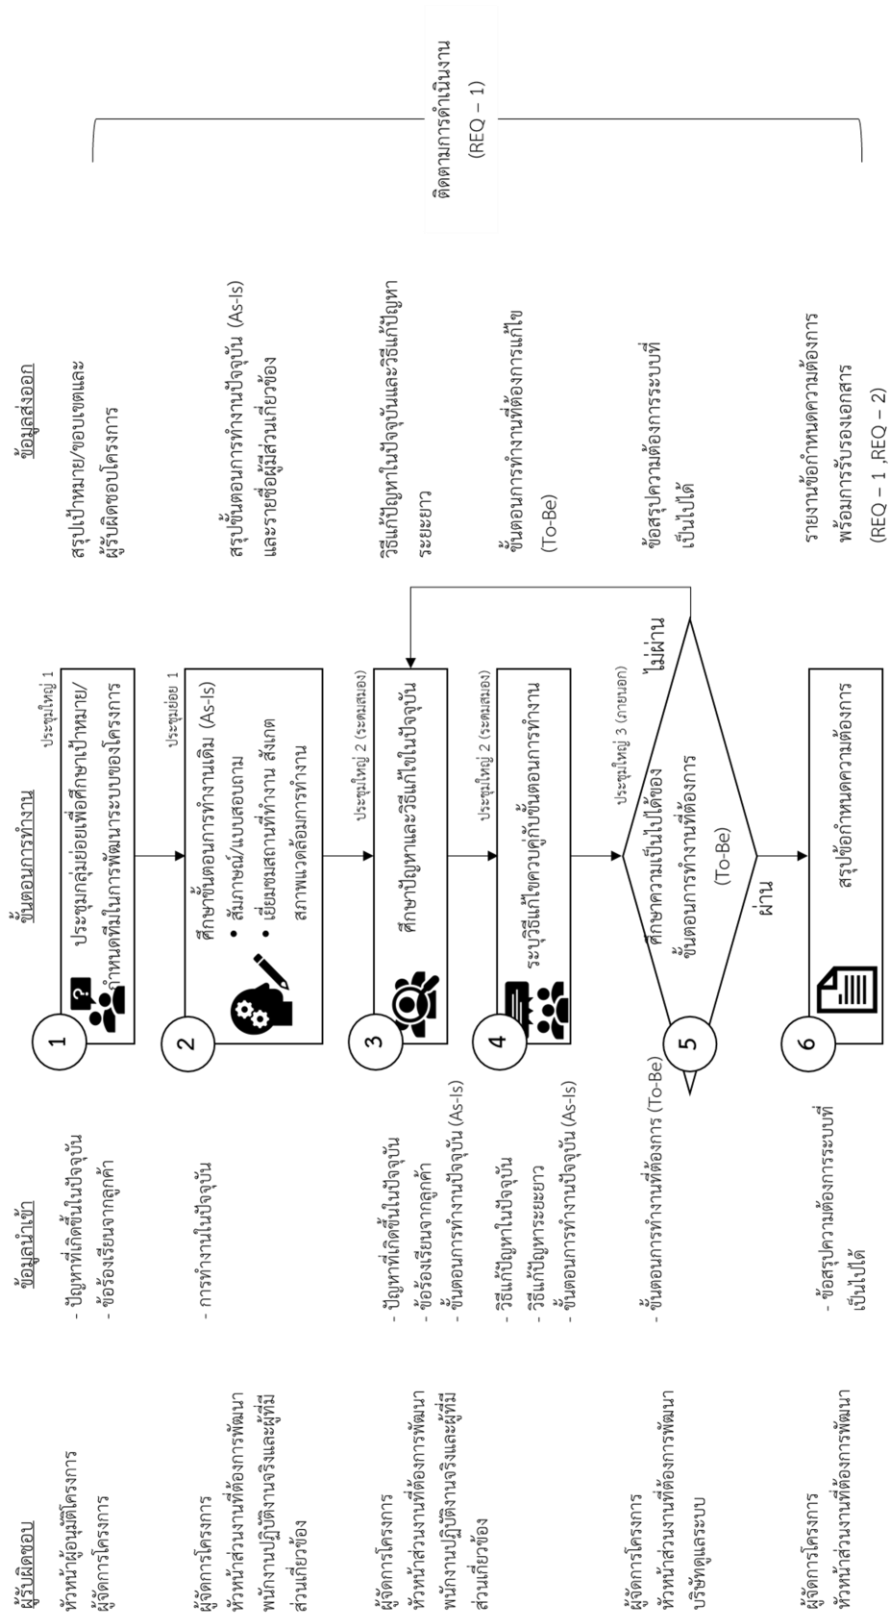 ผู้รับผิดชอบ
ข้อมูลนำเข้า
ขั้นตอนการทำงาน
ข้อมูลส่งออก
หัวหน้าผู้อนุมัติโครงการ
ผู้จัดการโครงการ
- ปัญหาที่เกิดขึ้นในปัจจุบัน
- ข้อร้องเรียนจากลูกค้า
ประชุมใหญ่ 1
1
ประชุมกลุ่มย่อยเพื่อศึกษาเป้าหมาย/
กำหนดทีมในการพัฒนาระบบของโครงการ
สรุปเป้าหมาย/ขอบเขตและ
ผู้รับผิดชอบโครงการ
ผู้จัดการโครงการ
หัวหน้าส่วนงานที่ต้องการพัฒนา
พนักงานปฏิบัติงานจริงและผู้ที่มี
ส่วนเกี่ยวข้อง
- การทำงานในปัจจุบัน
ประชุมย่อย 1
2
ศึกษาขั้นตอนการทำงานเดิม (As-Is)
• สัมภาษณ์/แบบสอบถาม
• เยี่ยมชมสถานที่ทำงาน สังเกต
สภาพแวดล้อมการทำงาน
สรุปขั้นตอนการทำงานปัจจุบัน (As-Is)
และรายชื่อผู้มีส่วนเกี่ยวข้อง
ผู้จัดการโครงการ
หัวหน้าส่วนงานที่ต้องการพัฒนา
พนักงานปฏิบัติงานจริงและผู้ที่มี
ส่วนเกี่ยวข้อง
- ปัญหาที่เกิดขึ้นในปัจจุบัน
- ข้อร้องเรียนจากลูกค้า
- ขั้นตอนการทำงานปัจจุบัน (As-Is)
ประชุมใหญ่ 2 (ระดมสมอง)
3
ศึกษาปัญหาและวิธีแก้ไขในปัจจุบัน
วิธีแก้ปัญหาในปัจจุบันและวิธีแก้ปัญหา
ระยะยาว
- วิธีแก้ปัญหาในปัจจุบัน
- วิธีแก้ปัญหาระยะยาว
- ขั้นตอนการทำงานปัจจุบัน (As-Is)
ประชุมใหญ่ 2 (ระดมสมอง)
4
ระบุวิธีแก้ไขควบคู่กับขั้นตอนการทำงาน
ขั้นตอนการทำงานที่ต้องการแก้ไข
(To-Be)
ผู้จัดการโครงการ
หัวหน้าส่วนงานที่ต้องการพัฒนา
บริษัทดูแลระบบ
- ขั้นตอนการทำงานที่ต้องการ (To-Be)
ประชุมใหญ่ 3 (ภายนอก)
5
ศึกษาความเป็นไปได้ของ
ขั้นตอนการทำงานที่ต้องการ
(To-Be)
ไม่ผ่าน
ผ่าน
ข้อสรุปความต้องการระบบที่
เป็นไปได้
ผู้จัดการโครงการ
หัวหน้าส่วนงานที่ต้องการพัฒนา
- ข้อสรุปความต้องการระบบที่
เป็นไปได้
6
สรุปข้อกำหนดความต้องการ
รายงานข้อกำหนดความต้องการ
พร้อมการรับรองเอกสาร
(REQ – 1 ,REQ – 2)
ติดตามการดำเนินงาน
(REQ – 1)